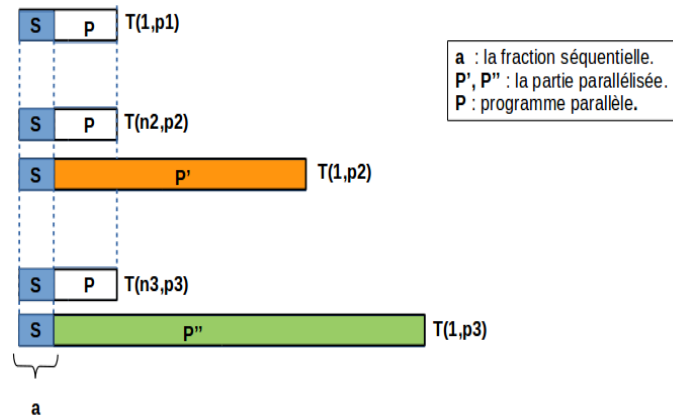 S P T(1,p1)
a : la fraction séquentielle.
P', P” : la partie parallélisée.
P : programme parallèle.
S P T(n2,p2)
S P' T(1,p2)
S P T(n3,p3)
S P” T(1,p3)
a